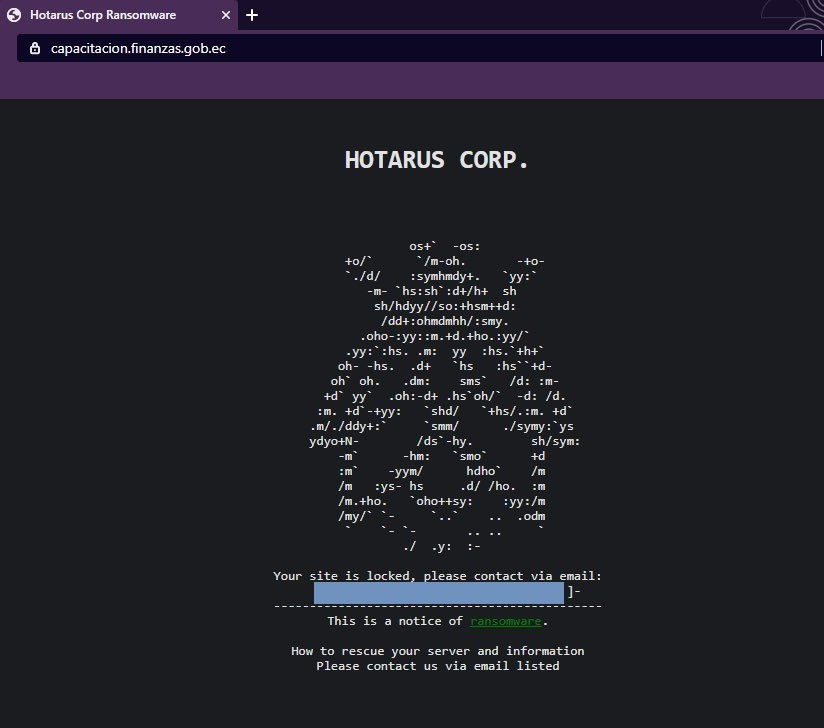 Hotarus Corp Ransomware
capacitacion.finanzas.gob.ec
HOTARUS CORP.
os+`  -os:
+o/`      `/m-oh.       -+o-
`./d/    :symhmdy+.   `yy:`
-m- `hs:sh`:d+/h+  sh
sh/hdyy//so:+hsm++d:
/dd+:ohmdmhh/:smy.
.oho-:yy::m.+d.+ho.:yy/`
.yy:`:hs. .m:  yy  :hs.`+h+`
oh- -hs.  .d+   `hs   :hs``+d-
oh` oh.   .dm:    sms`   /d: :m-
+d` yy`  .oh:-d+ .hs`oh/`  -d: /d.
:m. +d`-+yy:   `shd/   `+hs/.:m. +d`
.m/./ddy+:`     `smm/      ./symy:`ys
ydyo+N-        /ds`-hy.        sh/sym:
-m`      -hm:  `smo`      +d
:m`    -yym/      hdho`    /m
/m   :ys- hs     .d/ /ho.  :m
/m.+ho.   `oho++sy:    :yy:/m
/my/` `-     `..`    ..  .odm
`    `- `-       .. ..     `
./  .y:  :-
Your site is locked, please contact via email:
]-
----------------------------------------------
This is a notice of ransomware.
How to rescue your server and information
Please contact us via email listed